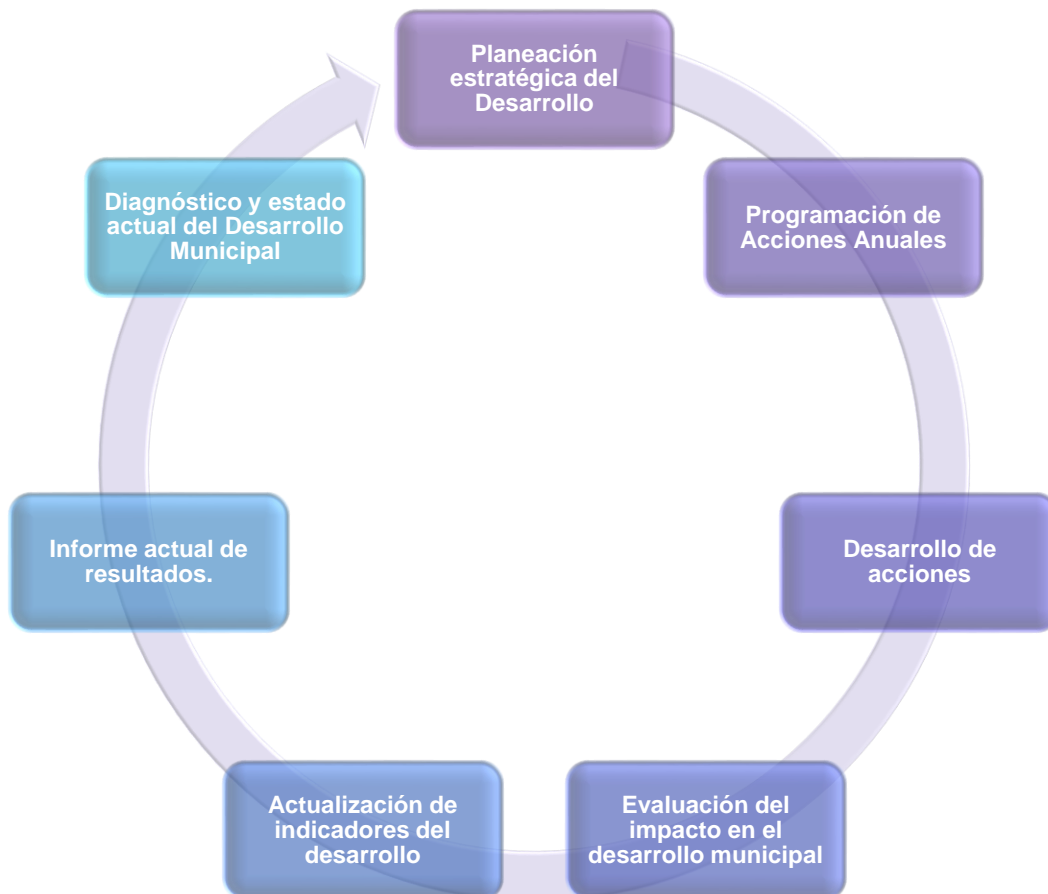 Planeación
estratégica del
Desarrollo
Programación de
Acciones Anuales
Desarrollo de
acciones
Evaluación del
impacto en el
desarrollo municipal
Actualización de
indicadores del
desarrollo
Informe actual de
resultados.
Diagnóstico y estado
actual del Desarrollo
Municipal